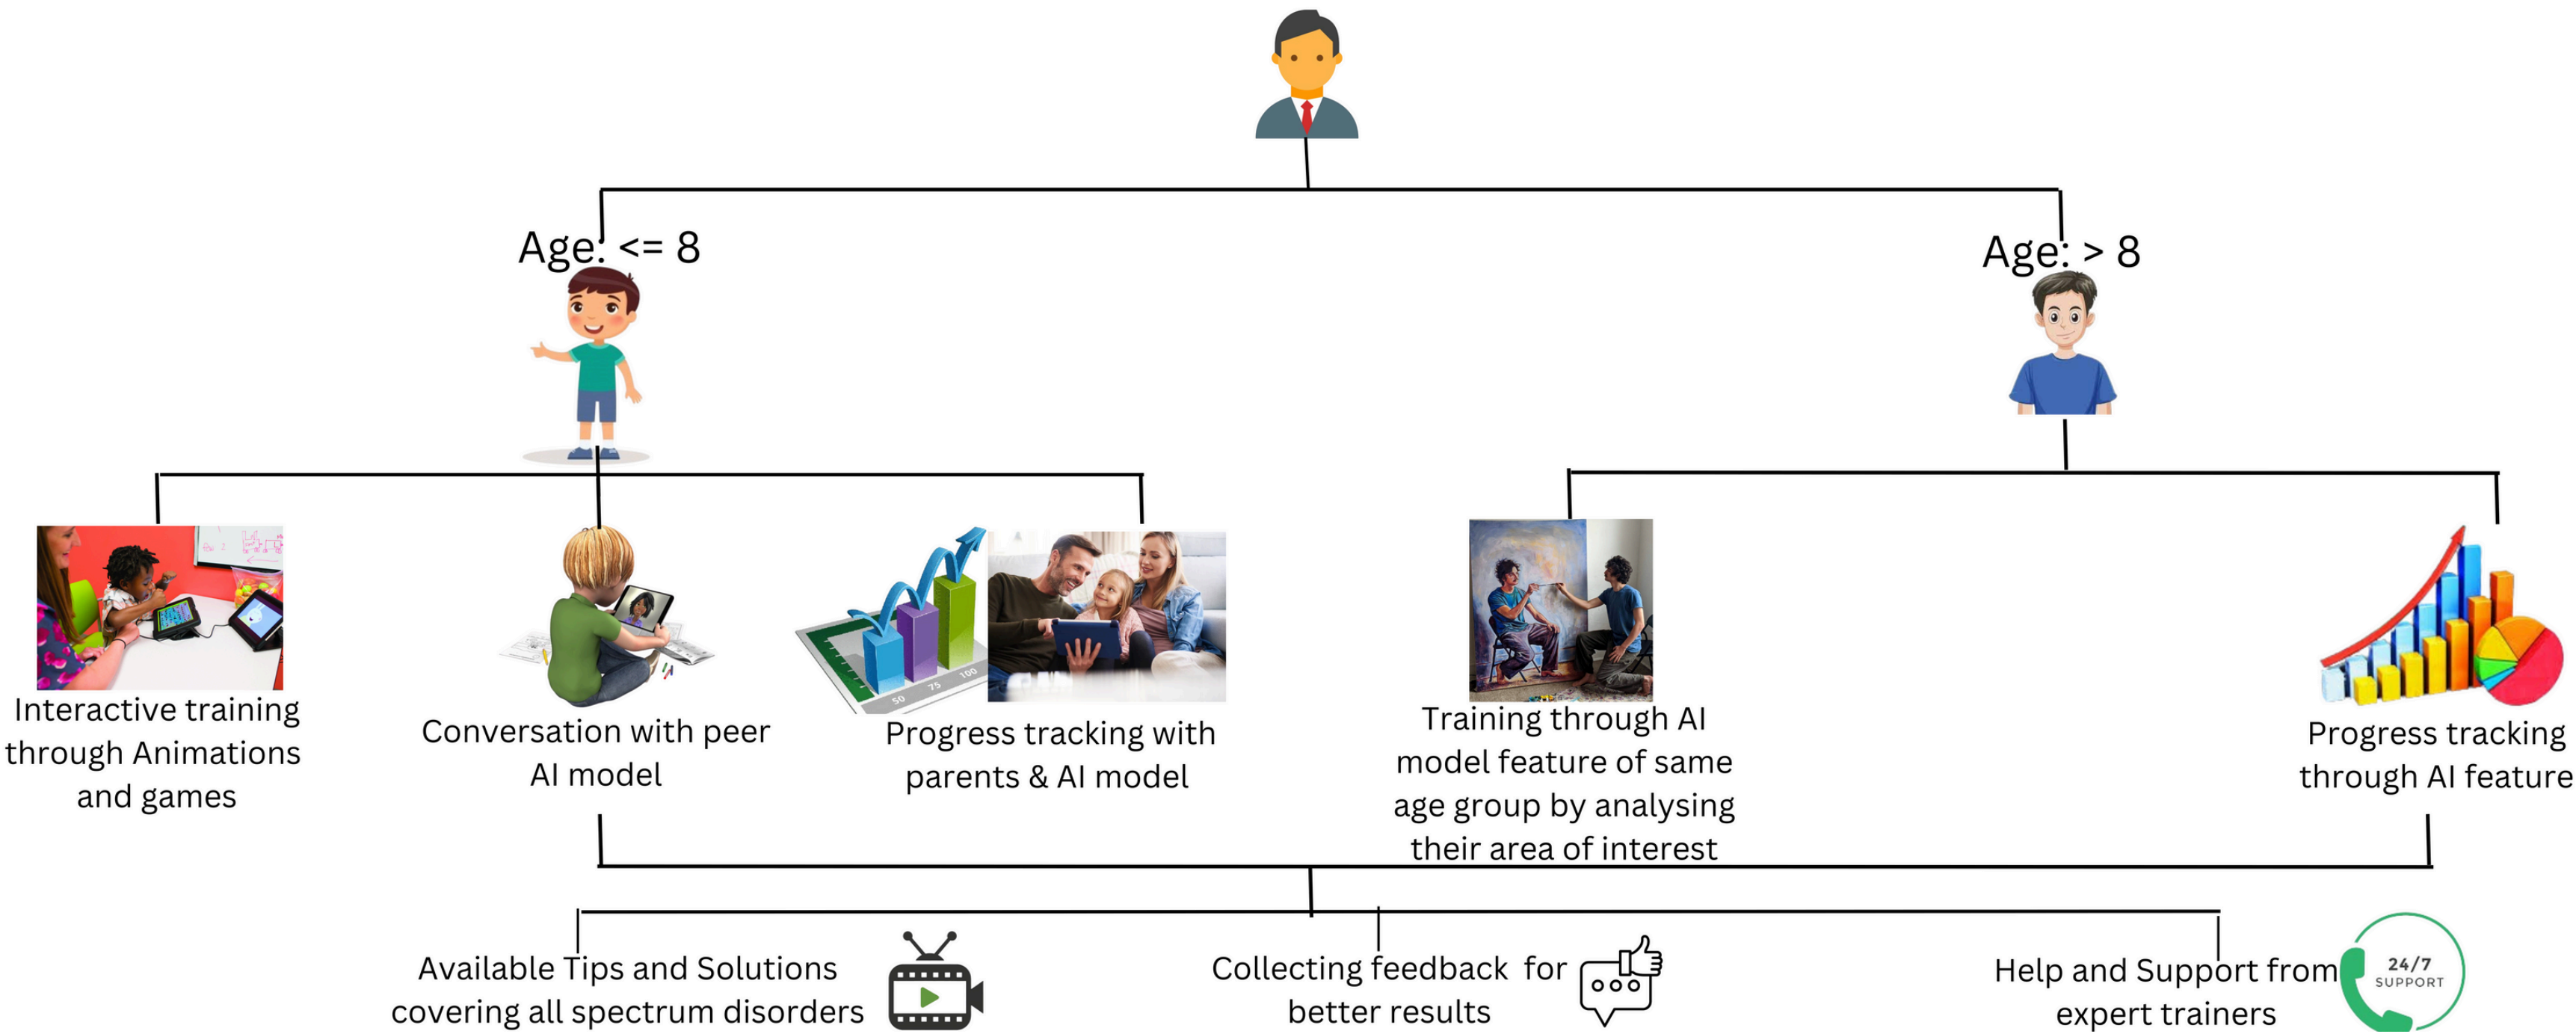 Age: <= 8
Age: > 8
50
75
100
Interactive training
through Animations
and games
Conversation with peer
AI model
Progress tracking with
parents & AI model
Training through AI
model feature of same
age group by analysing
their area of interest
Progress tracking
through AI feature
Available Tips and Solutions
covering all spectrum disorders
Collecting feedback for
better results
Help and Support from
expert trainers
24/7
SUPPORT